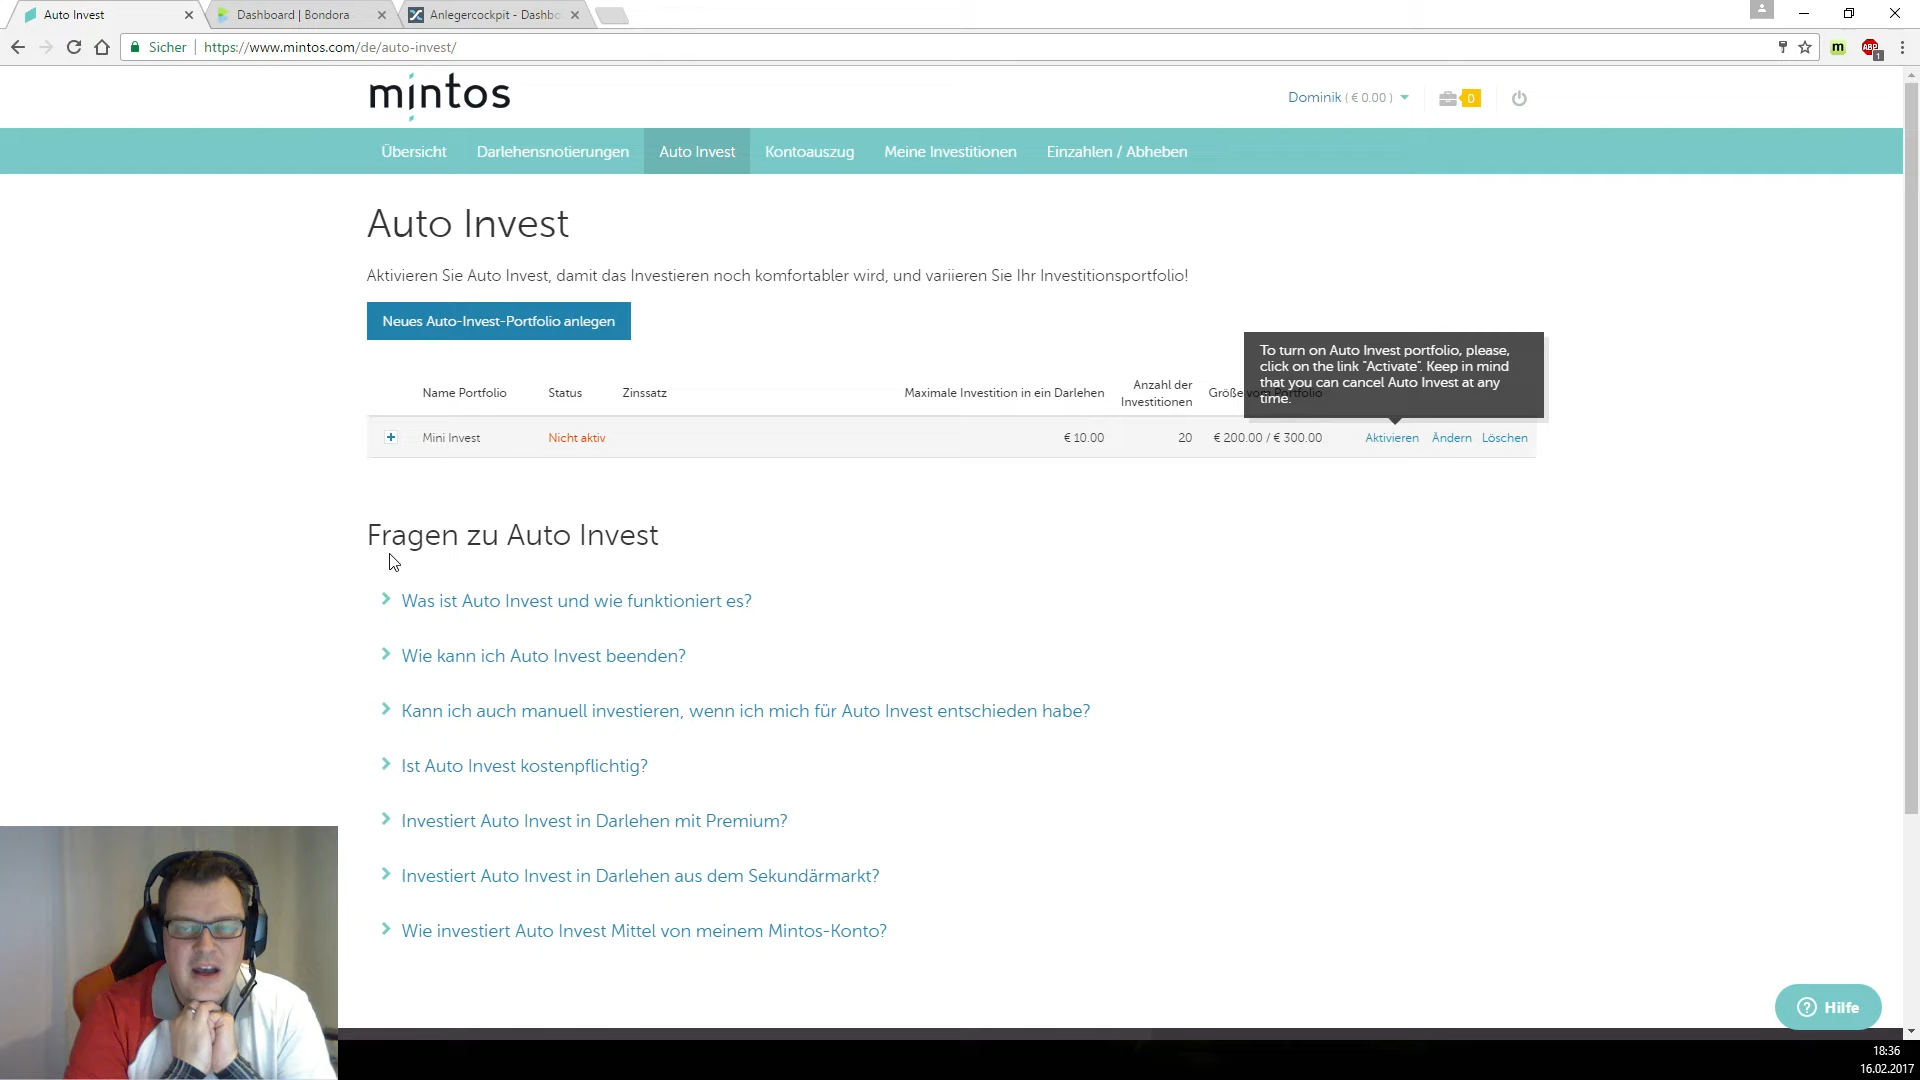 Auto Invest
Dashboard | Bondora
Anlegercockpit - Dashbo
Sicher
https://www.mintos.com/de/auto-invest/
m
ABP
1
mintos
Dominik ( € 0.00 )
0
Übersicht
Darlehensnotierungen
Auto Invest
Kontoauszug
Meine Investitionen
Einzahlen / Abheben
Auto Invest
Aktivieren Sie Auto Invest, damit das Investieren noch komfortabler wird, und variieren Sie Ihr Investitionsportfolio!
Neues Auto-Invest-Portfolio anlegen
To turn on Auto Invest portfolio, please,
click on the link "Activate". Keep in mind
that you can cancel Auto Invest at any
time.
Name Portfolio
Status
Zinssatz
Maximale Investition in ein Darlehen
Anzahl der
Investitionen
Größe vom Portfolio
Mini Invest
Nicht aktiv
€ 10.00
20
€ 200.00 / € 300.00
Aktivieren
Ändern
Löschen
Fragen zu Auto Invest
Was ist Auto Invest und wie funktioniert es?
Wie kann ich Auto Invest beenden?
Kann ich auch manuell investieren, wenn ich mich für Auto Invest entschieden habe?
Ist Auto Invest kostenpflichtig?
Investiert Auto Invest in Darlehen mit Premium?
Investiert Auto Invest in Darlehen aus dem Sekundärmarkt?
Wie investiert Auto Invest Mittel von meinem Mintos-Konto?
? Hilfe
18:36
16.02.2017